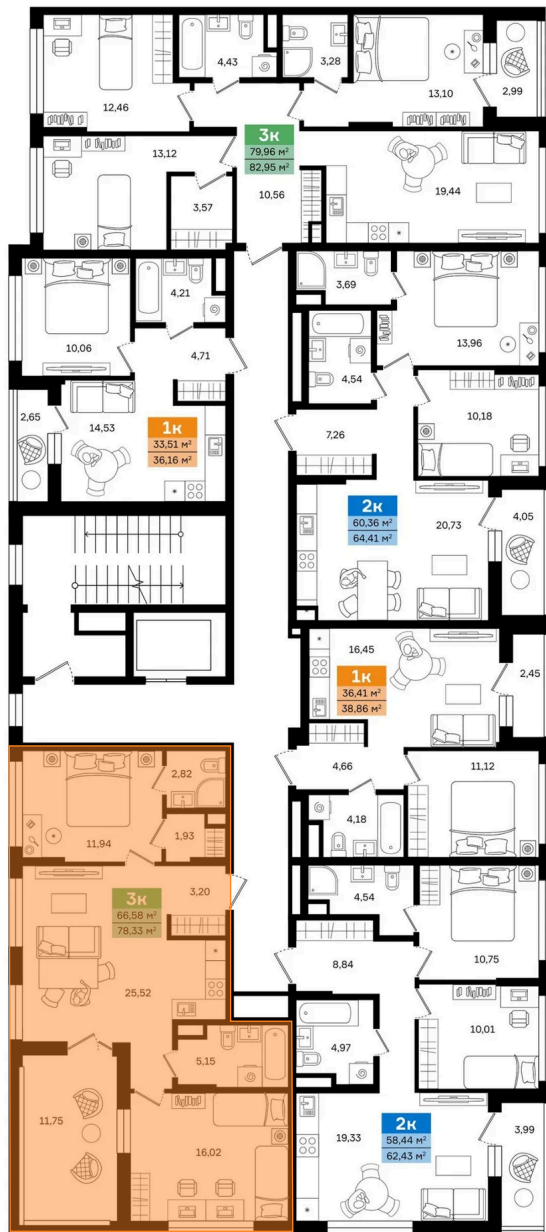 4,43
3,28
12,46
13,10
2,99
3к
79,96 м²
82,95 м²
13,12
3,57
10,56
19,44
4,21
3,69
10,06
4,71
4,54
13,96
2,65
14,53
1к
33,51 м²
36,16 м²
7,26
10,18
2к
60,36 м²
64,41 м²
20,73
4,05
16,45
1к
36,41 м²
38,86 м²
2,45
4,66
11,12
2,82
11,94
1,93
4,18
3к
66,58 м²
78,33 м²
3,20
4,54
25,52
8,84
10,75
5,15
4,97
10,01
11,75
16,02
19,33
2к
58,44 м²
62,43 м²
3,99